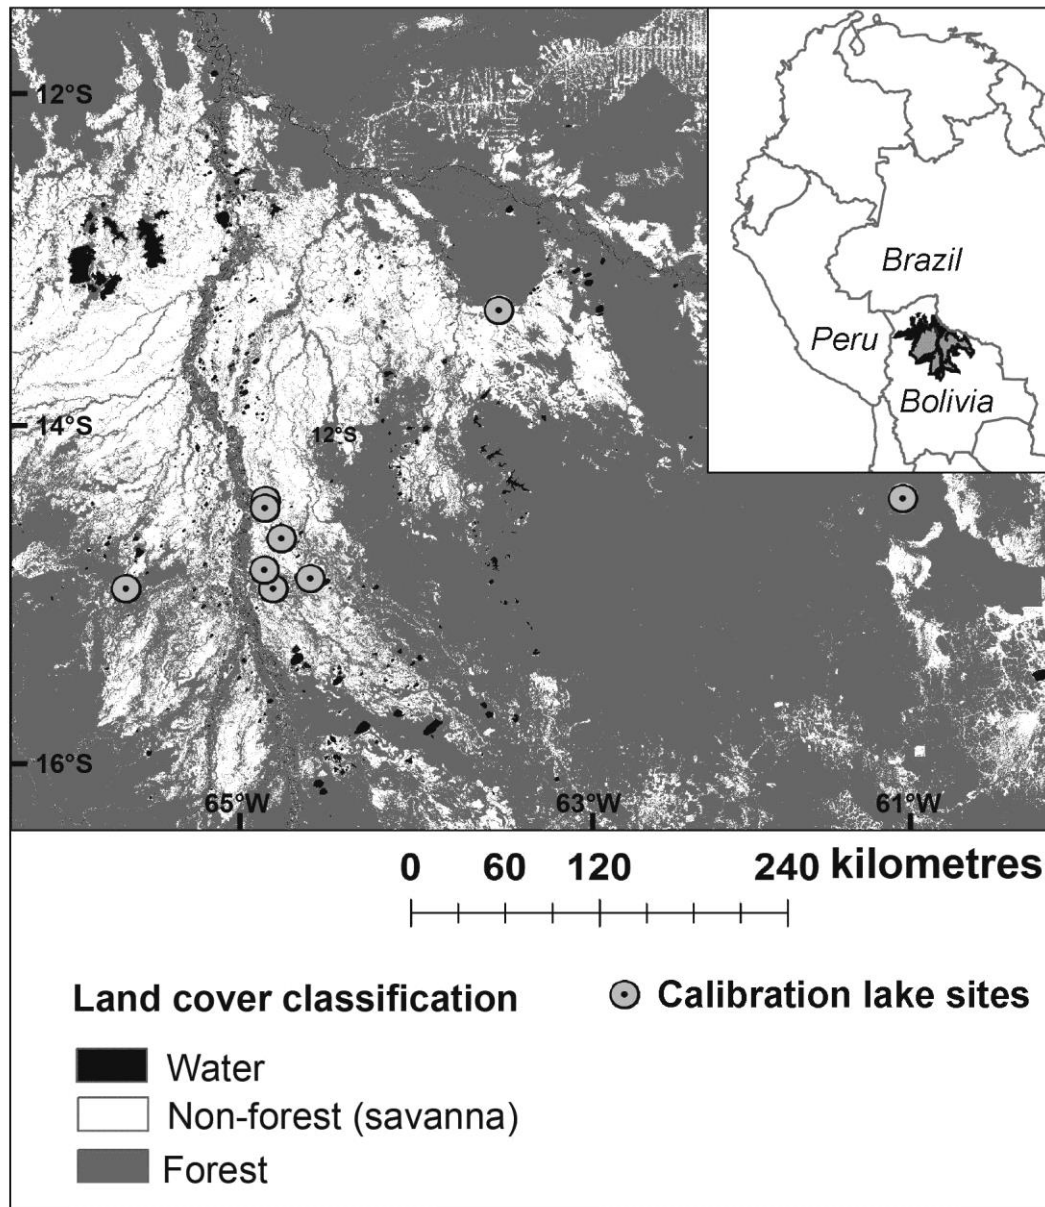 12°S
Brazil
Peru
Bolivia
14°S
12°S
16°S
65°W
63°W
61°W
0 60 120 240 kilometres
Land cover classification
Calibration lake sites
Water
Non-forest (savanna)
Forest